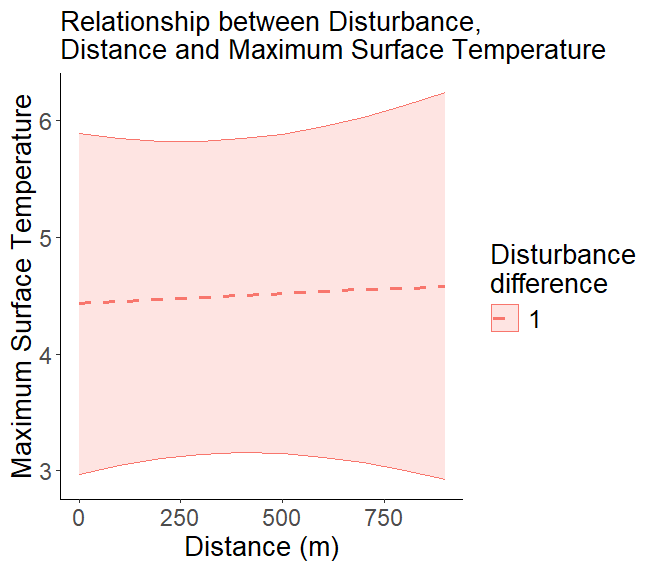 Relationship between Disturbance,
Distance and Maximum Surface Temperature
Maximum Surface Temperature
6
5
4
3
0 250 500 750
Distance (m)
Disturbance
difference
1